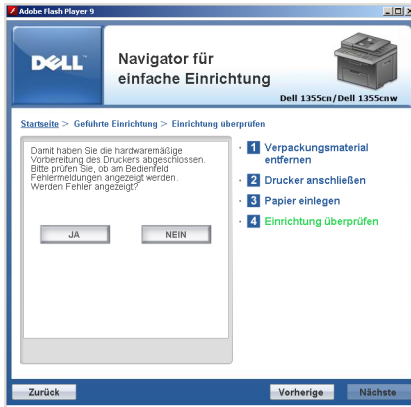 Adobe Flash Player 9
DELL
Navigator für
einfache Einrichtung
Dell 1355cn/Dell 1355cnw
Startseite > Geführte Einrichtung > Einrichtung überprüfen
Damit haben Sie die hardwaremäßige
Vorbereitung des Druckers abgeschlossen.
Bitte prüfen Sie, ob am Bedienfeld
Fehlermeldungen angezeigt werden.
Werden Fehler angezeigt?
JA
NEIN
1 Verpackungsmaterial
entfernen
2 Drucker anschließen
3 Papier einlegen
4 Einrichtung überprüfen
Zurück
Vorherige
Nächste